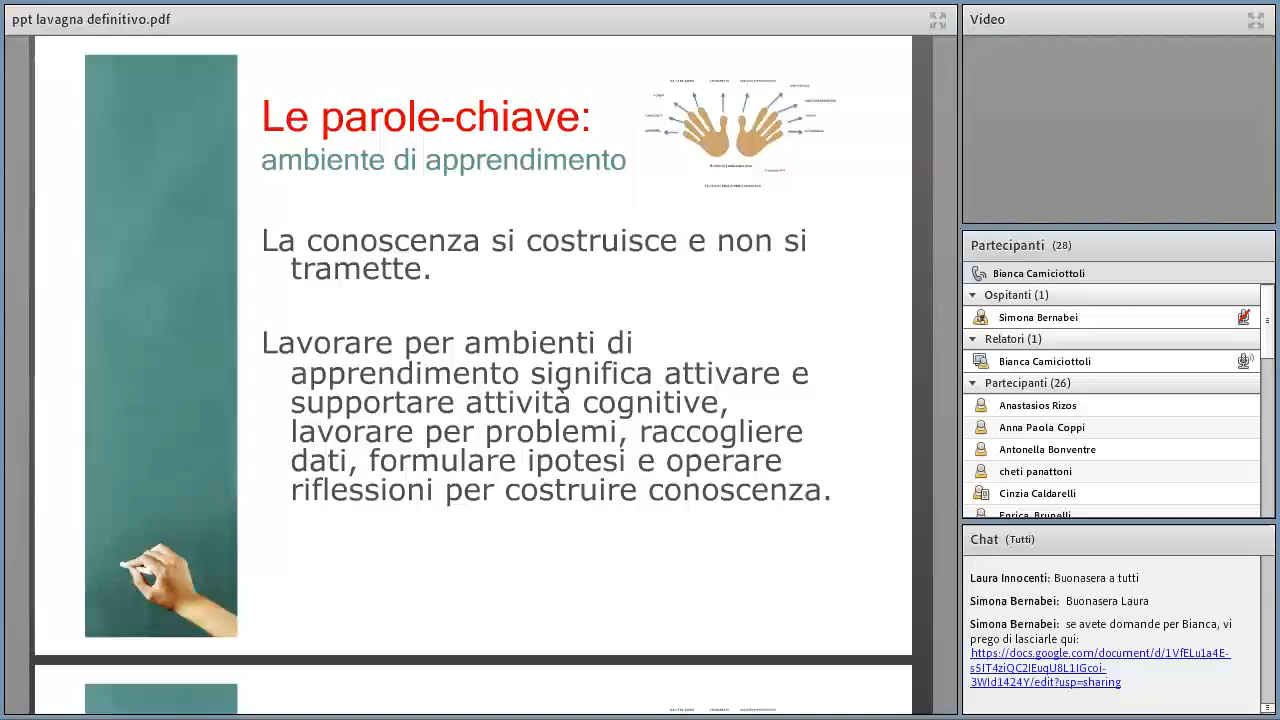 ppt lavagna definitivo.pdf
Le parole-chiave:
ambiente di apprendimento
La conoscenza si costruisce e non si
tramette.
Lavorare per ambienti di
apprendimento significa attivare e
supportare attività cognitive,
lavorare per problemi, raccogliere
dati, formulare ipotesi e operare
riflessioni per costruire conoscenza.
Video
Partecipanti (28)
Bianca Caniciottoli
Ospitanti (1)
Simona Bernabei
Relatori (1)
Bianca Caniciottoli
Partecipanti (26)
Anastasios Rizos
Anna Paola Coppi
Antonella Bonventre
cheti panattoni
Cinzia Caldarelli
Enrica Brunelli
Chat (Tutti)
Laura Innocenti: Buonasera a tutti
Simona Bernabei: Buonasera Laura
Simona Bernabei: se avete domande per Bianca, vi
prego di lasciarle qui:
https://docs.google.com/document/d/1VfELu1a4E-
s5IT4ziQC2IEuqU8L1IGcoi-
3WId1424Y/edit?usp=sharing